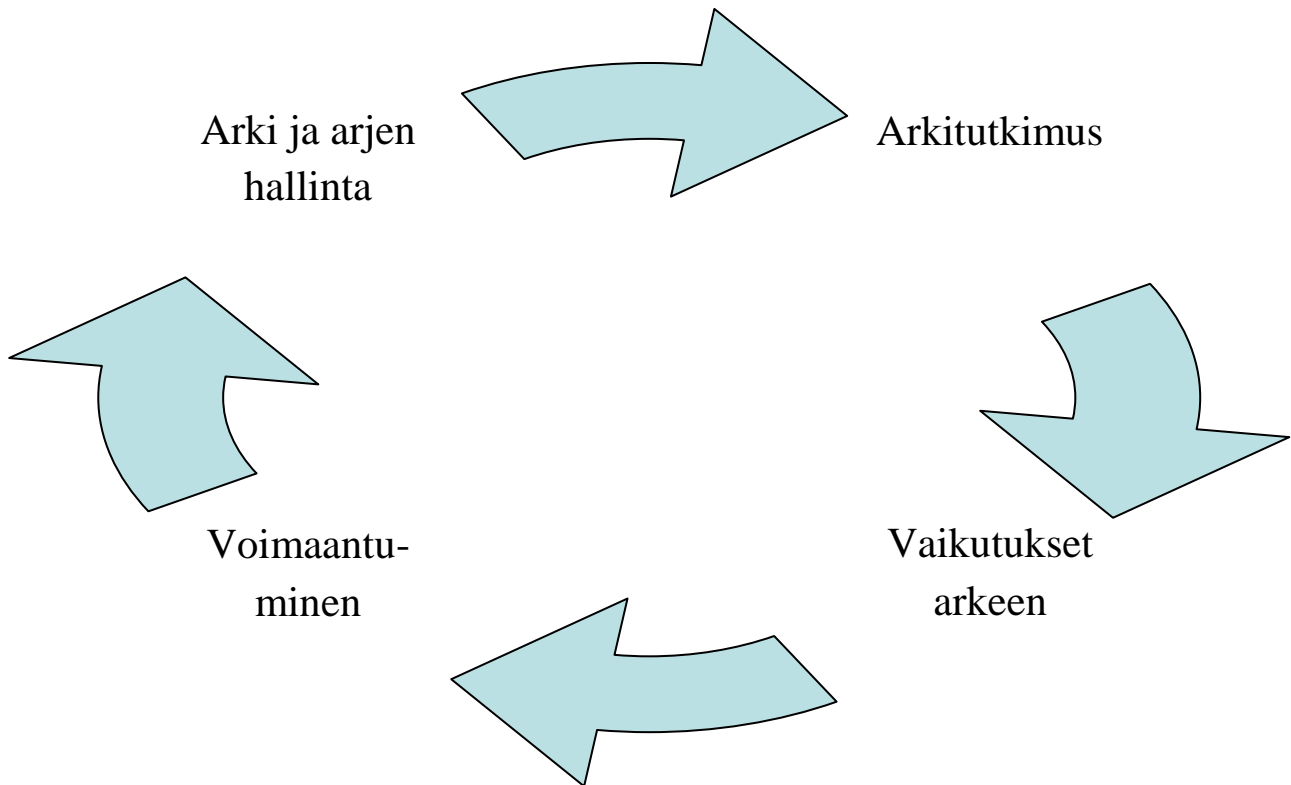 Arki ja arjen
hallinta
Arkitutkimus
Vaikutukset
arkeen
Voimaantu-
minen